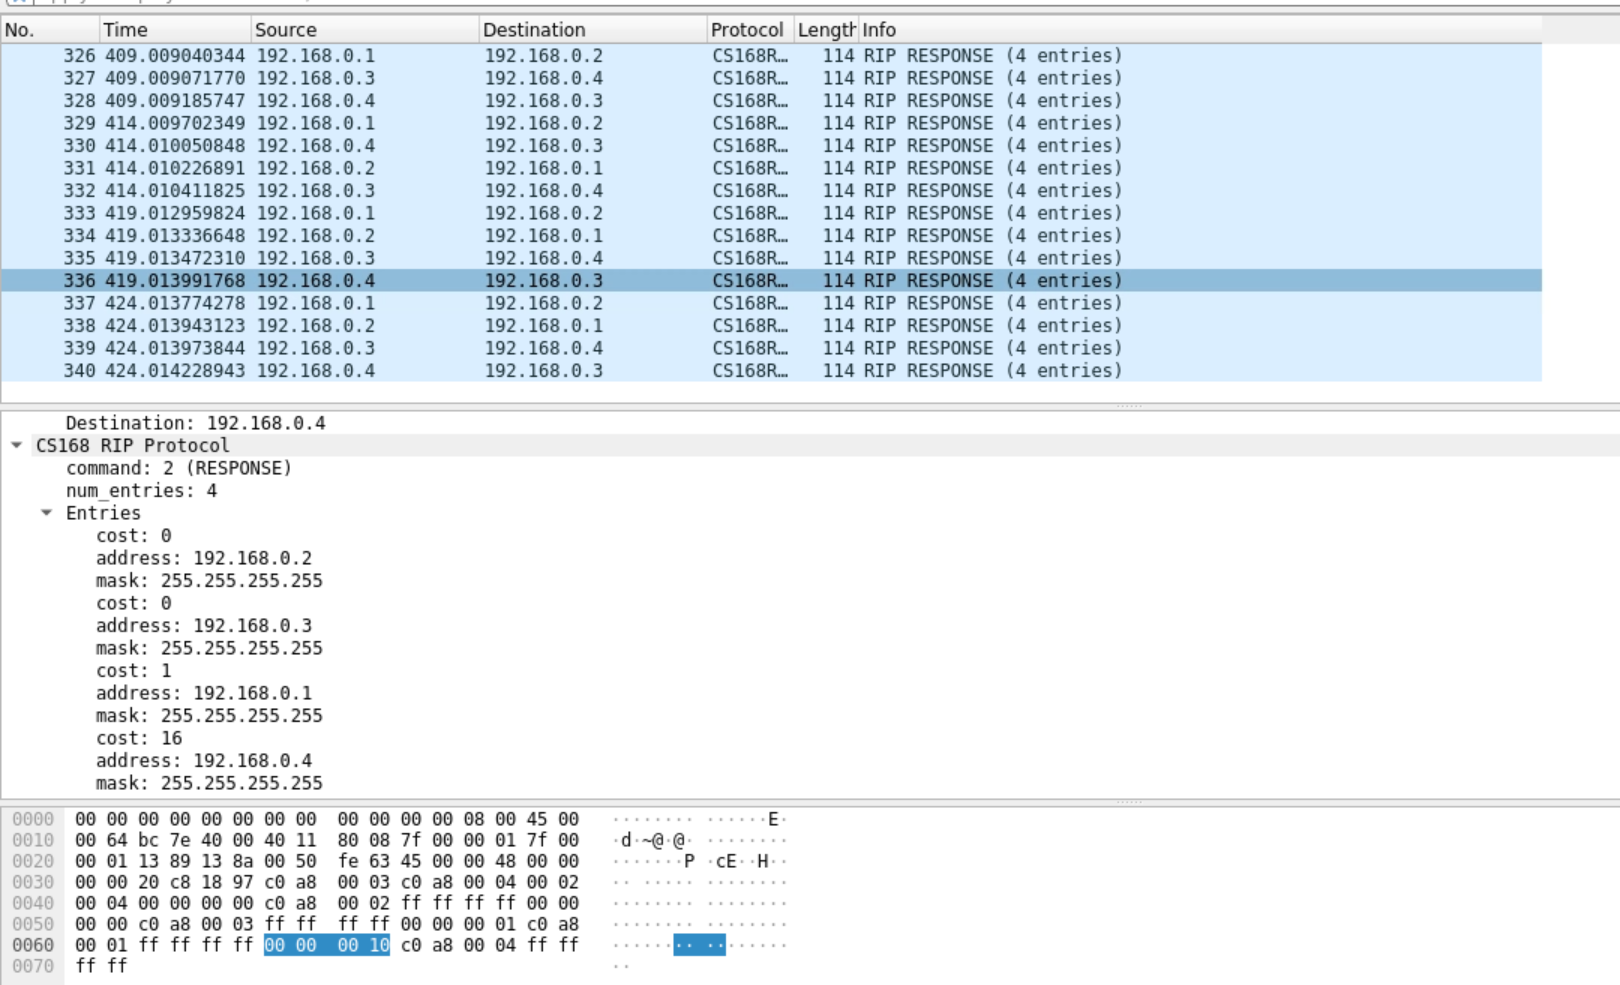 No. Time Source Destination Protocol Length Info
326 409.009040344 192.168.0.1 192.168.0.2 CS168R… 114 RIP RESPONSE (4 entries)
327 409.009071770 192.168.0.3 192.168.0.4 CS168R… 114 RIP RESPONSE (4 entries)
328 409.009185747 192.168.0.4 192.168.0.3 CS168R… 114 RIP RESPONSE (4 entries)
329 414.009702349 192.168.0.1 192.168.0.2 CS168R… 114 RIP RESPONSE (4 entries)
330 414.010050848 192.168.0.4 192.168.0.3 CS168R… 114 RIP RESPONSE (4 entries)
331 414.010226891 192.168.0.2 192.168.0.1 CS168R… 114 RIP RESPONSE (4 entries)
332 414.010411825 192.168.0.3 192.168.0.4 CS168R… 114 RIP RESPONSE (4 entries)
333 419.012959824 192.168.0.1 192.168.0.2 CS168R… 114 RIP RESPONSE (4 entries)
334 419.013336648 192.168.0.2 192.168.0.1 CS168R… 114 RIP RESPONSE (4 entries)
335 419.013472310 192.168.0.3 192.168.0.4 CS168R… 114 RIP RESPONSE (4 entries)
336 419.013991768 192.168.0.4 192.168.0.3 CS168R… 114 RIP RESPONSE (4 entries)
337 424.013774278 192.168.0.1 192.168.0.2 CS168R… 114 RIP RESPONSE (4 entries)
338 424.013943123 192.168.0.2 192.168.0.1 CS168R… 114 RIP RESPONSE (4 entries)
339 424.013973844 192.168.0.3 192.168.0.4 CS168R… 114 RIP RESPONSE (4 entries)
340 424.014228943 192.168.0.4 192.168.0.3 CS168R… 114 RIP RESPONSE (4 entries)
Destination: 192.168.0.4
CS168 RIP Protocol
command: 2 (RESPONSE)
num_entries: 4
Entries
cost: 0
address: 192.168.0.2
mask: 255.255.255.255
cost: 0
address: 192.168.0.3
mask: 255.255.255.255
cost: 1
address: 192.168.0.1
mask: 255.255.255.255
cost: 16
address: 192.168.0.4
mask: 255.255.255.255
0000 00 00 00 00 00 00 00 00 00 00 00 00 08 00 45 00 ········ ······E·
0010 00 64 bc 7e 40 00 40 11 80 08 7f 00 00 01 7f 00 ·d·~@·@· ········
0020 00 01 13 89 13 8a 00 50 fe 63 45 00 00 48 00 00 ·······P ·cE··H··
0030 00 00 20 c8 18 97 c0 a8 00 03 c0 a8 00 04 00 02 ·· ····· ········
0040 00 04 00 00 00 00 c0 a8 00 02 ff ff ff ff 00 00 ········ ········
0050 00 00 c0 a8 00 03 ff ff ff ff 00 00 00 01 c0 a8 ········ ········
0060 00 01 ff ff ff ff 00 00 00 10 c0 a8 00 04 ff ff ········ ········
0070 ff ff ··